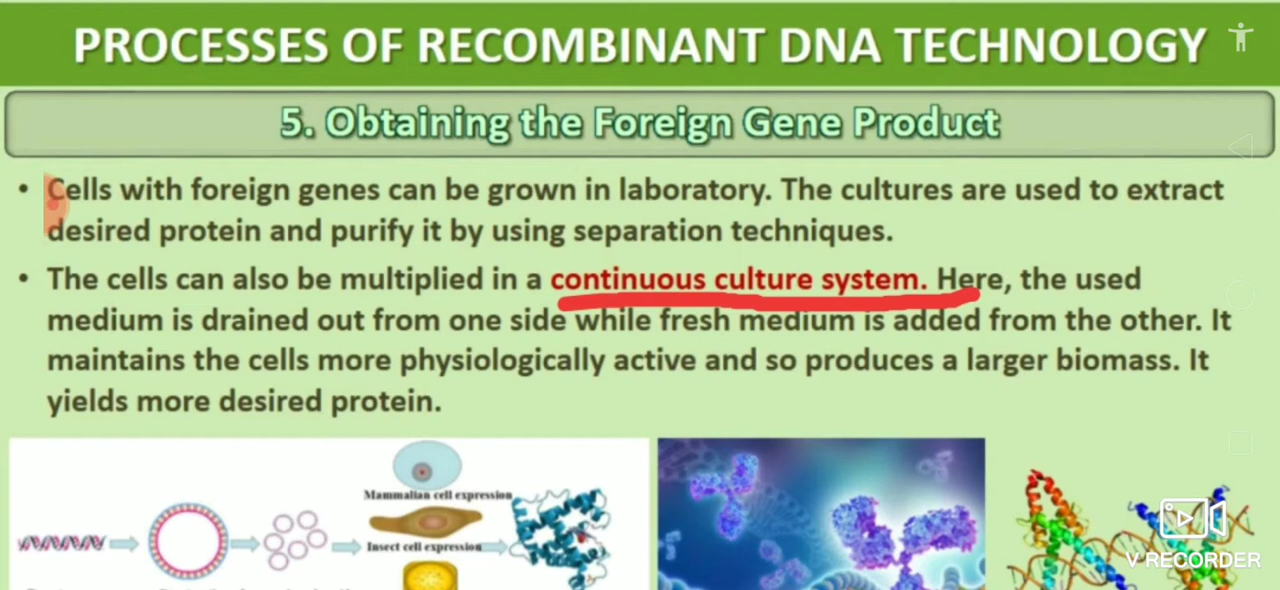 PROCESSES OF RECOMBINANT DNA TECHNOLOGY
5. Obtaining the Foreign Gene Product
• Cells with foreign genes can be grown in laboratory. The cultures are used to extract
desired protein and purify it by using separation techniques.
• The cells can also be multiplied in a continuous culture system. Here, the used
medium is drained out from one side while fresh medium is added from the other. It
maintains the cells more physiologically active and so produces a larger biomass. It
yields more desired protein.
Mammalian cell expression
Insect cell expression
V RECORDER